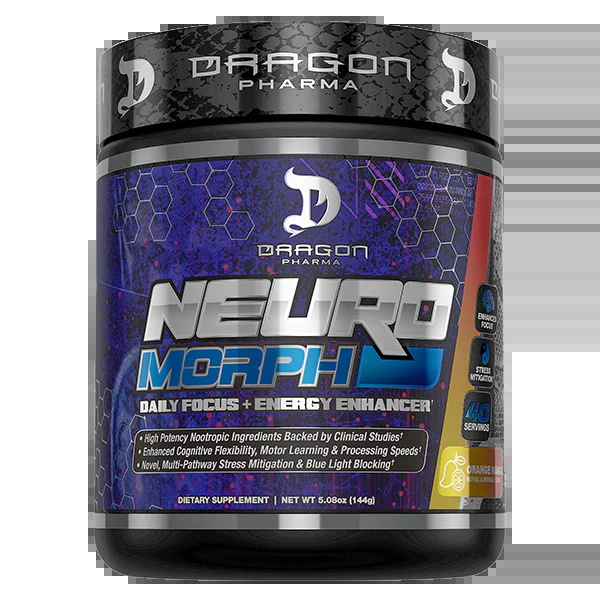 DRAGON
PHARMA
DRAGON
PHARMA
NEURO
MORPH
DAILY FOCUS + ENERGY ENHANCER†
• High Potency Nootropic Ingredients Backed by Clinical Studies†
• Enhanced Cognitive Flexibility, Motor Learning & Processing Speeds†
• Novel, Multi-Pathway Stress Mitigation & Blue Light Blocking†
DIETARY SUPPLEMENT | NET WT 5.08oz (144g)
ENHANCED
FOCUS
STRESS
MITIGATION
40
SERVINGS
ORANGE